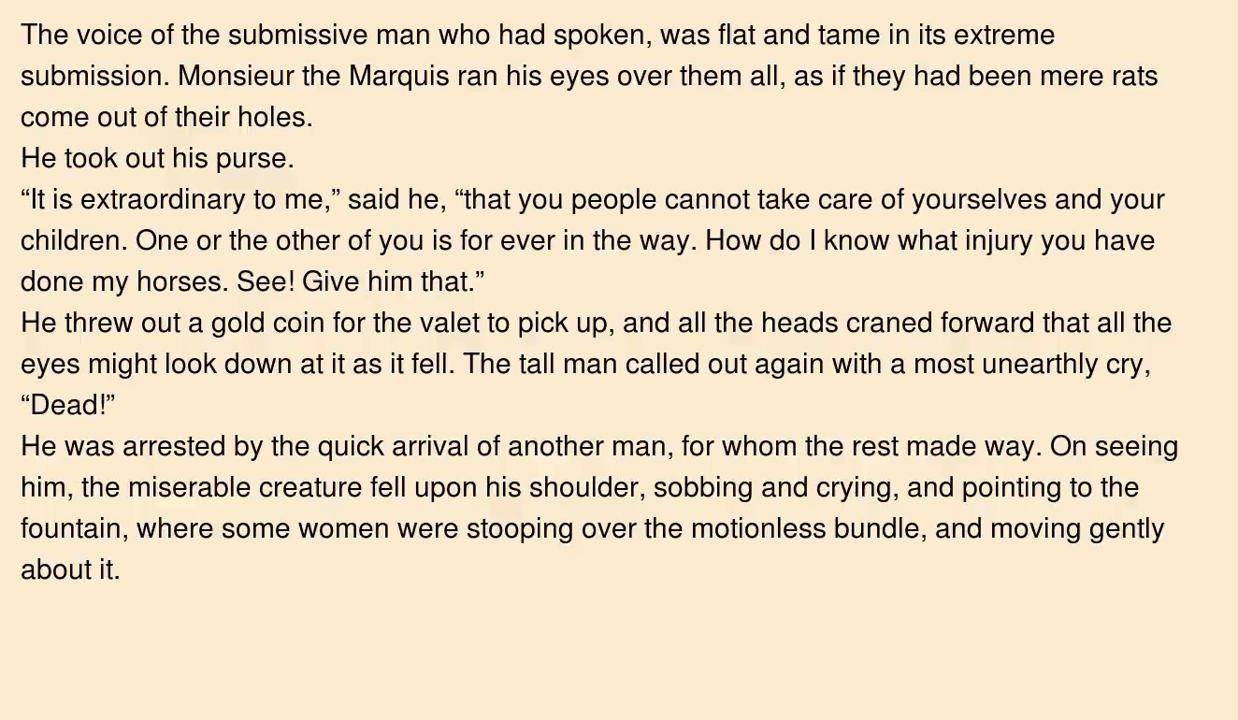 The voice of the submissive man who had spoken, was flat and tame in its extreme
submission. Monsieur the Marquis ran his eyes over them all, as if they had been mere rats
come out of their holes.
He took out his purse.
“It is extraordinary to me,” said he, “that you people cannot take care of yourselves and your
children. One or the other of you is for ever in the way. How do I know what injury you have
done my horses. See! Give him that.”
He threw out a gold coin for the valet to pick up, and all the heads craned forward that all the
eyes might look down at it as it fell. The tall man called out again with a most unearthly cry,
“Dead!”
He was arrested by the quick arrival of another man, for whom the rest made way. On seeing
him, the miserable creature fell upon his shoulder, sobbing and crying, and pointing to the
fountain, where some women were stooping over the motionless bundle, and moving gently
about it.